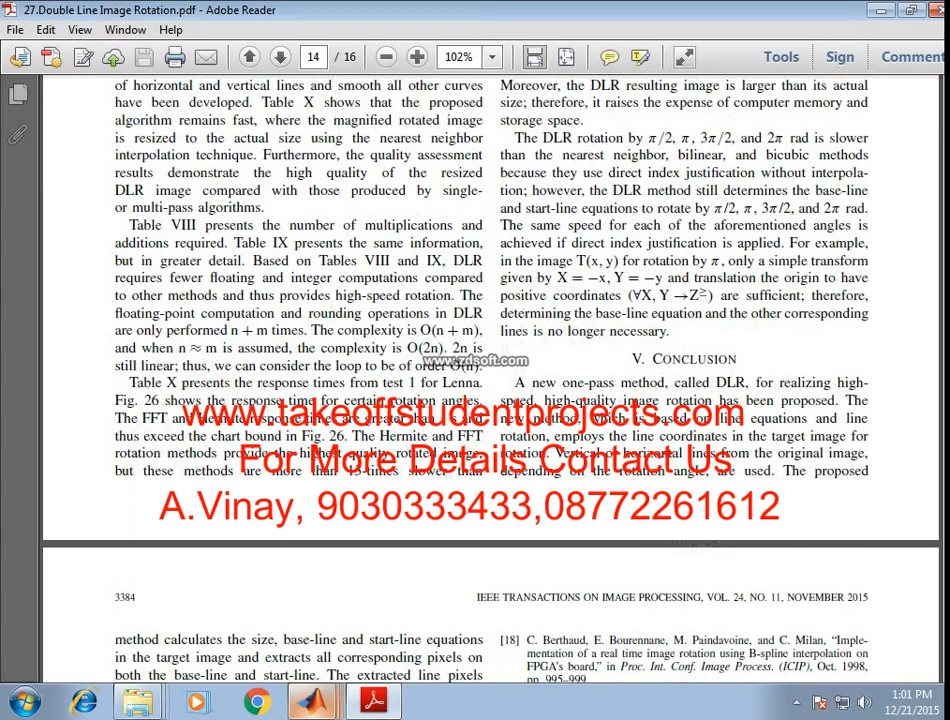 27.Double Line Image Rotation.pdf - Adobe Reader
File Edit View Window Help
14 / 16 102% Tools Sign Comment
of horizontal and vertical lines and smooth all other curves
have been developed. Table X shows that the proposed
algorithm remains fast, where the magnified rotated image
is resized to the actual size using the nearest neighbor
interpolation technique. Furthermore, the quality assessment
results demonstrate the high quality of the resized
DLR image compared with those produced by single-
or multi-pass algorithms.
Table VIII presents the number of multiplications and
additions required. Table IX presents the same information,
but in greater detail. Based on Tables VIII and IX, DLR
requires fewer floating and integer computations compared
to other methods and thus provides high-speed rotation. The
floating-point computation and rounding operations in DLR
are only performed n + m times. The complexity is O(n + m),
and when n ≈ m is assumed, the complexity is O(2n). 2n is
still linear; thus, we can consider the loop to be of order O(n).
Table X presents the response times from test 1 for Lenna.
Fig. 26 shows the response time for certain rotation angles.
The FFT and Hermite response times are greater than s and
thus exceed the chart bound in Fig. 26. The Hermite and FFT
rotation methods provide the highest quality rotated image,
but these methods are more than 13-times slower than
Moreover, the DLR resulting image is larger than its actual
size; therefore, it raises the expense of computer memory and
storage space.
The DLR rotation by π/2, π, 3π/2, and 2π rad is slower
than the nearest neighbor, bilinear, and bicubic methods
because they use direct index justification without interpola-
tion; however, the DLR method still determines the base-line
and start-line equations to rotate by π/2, π, 3π/2, and 2π rad.
The same speed for each of the aforementioned angles is
achieved if direct index justification is applied. For example,
in the image T(x, y) for rotation by π, only a simple transform
given by X = −x, Y = −y and translation the origin to have
positive coordinates (∀X, Y →Z≥) are sufficient; therefore,
determining the base-line equation and the other corresponding
lines is no longer necessary.
V. CONCLUSION
A new one-pass method, called DLR, for realizing high-
speed, high-quality image rotation has been proposed. The
new method, which is based on line equations and line
rotation, employs the line coordinates in the target image for
rotation. Vertical or horizontal lines from the original image,
depending on the rotation angle, are used. The proposed
www.zdsoft.com
www.takeoffstudentprojects.com
For More Details Contact Us
A.Vinay, 9030333433,08772261612
3384 IEEE TRANSACTIONS ON IMAGE PROCESSING, VOL. 24, NO. 11, NOVEMBER 2015
method calculates the size, base-line and start-line equations
in the target image and extracts all corresponding pixels on
both the base-line and start-line. The extracted line pixels
[18] C. Berthaud, E. Bourennane, M. Paindavoine, and C. Milan, “Imple-
mentation of a real time image rotation using B-spline interpolation on
FPGA’s board,” in Proc. Int. Conf. Image Process. (ICIP), Oct. 1998,
pp. 995–999.
1:01 PM
12/21/2015